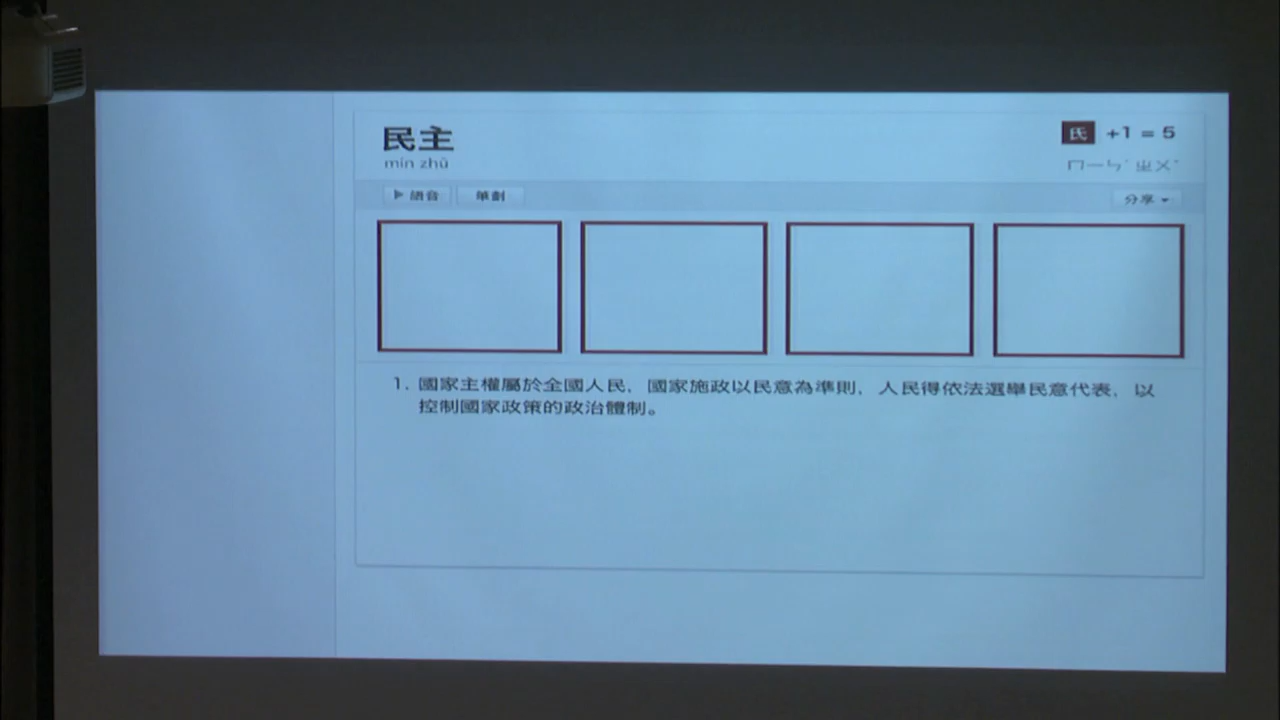 民主
氏 +1 = 5
mín zhǔ
ㄇㄧㄣˊ ㄓㄨˇ
▶ 語音 筆劃
分享
1. 國家主權屬於全國人民，國家施政以民意為準則，人民得依法選舉民意代表，以
控制國家政策的政治體制。